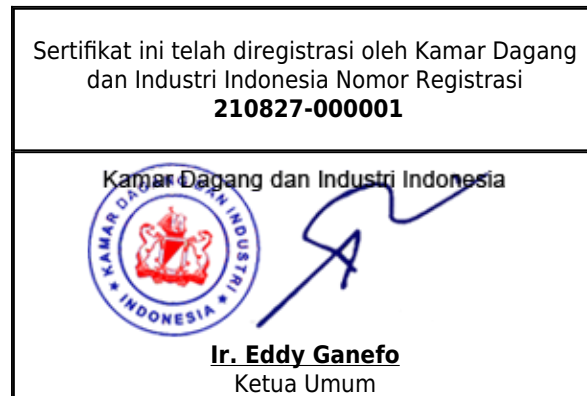 Sertifikat ini telah diregistrasi oleh Kamar Dagang
dan Industri Indonesia Nomor Registrasi
210827-000001
Kamar Dagang dan Industri Indonesia
KAMAR DAGANG DAN INDUSTRI
INDONESIA
Ir. Eddy Ganefo
Ketua Umum